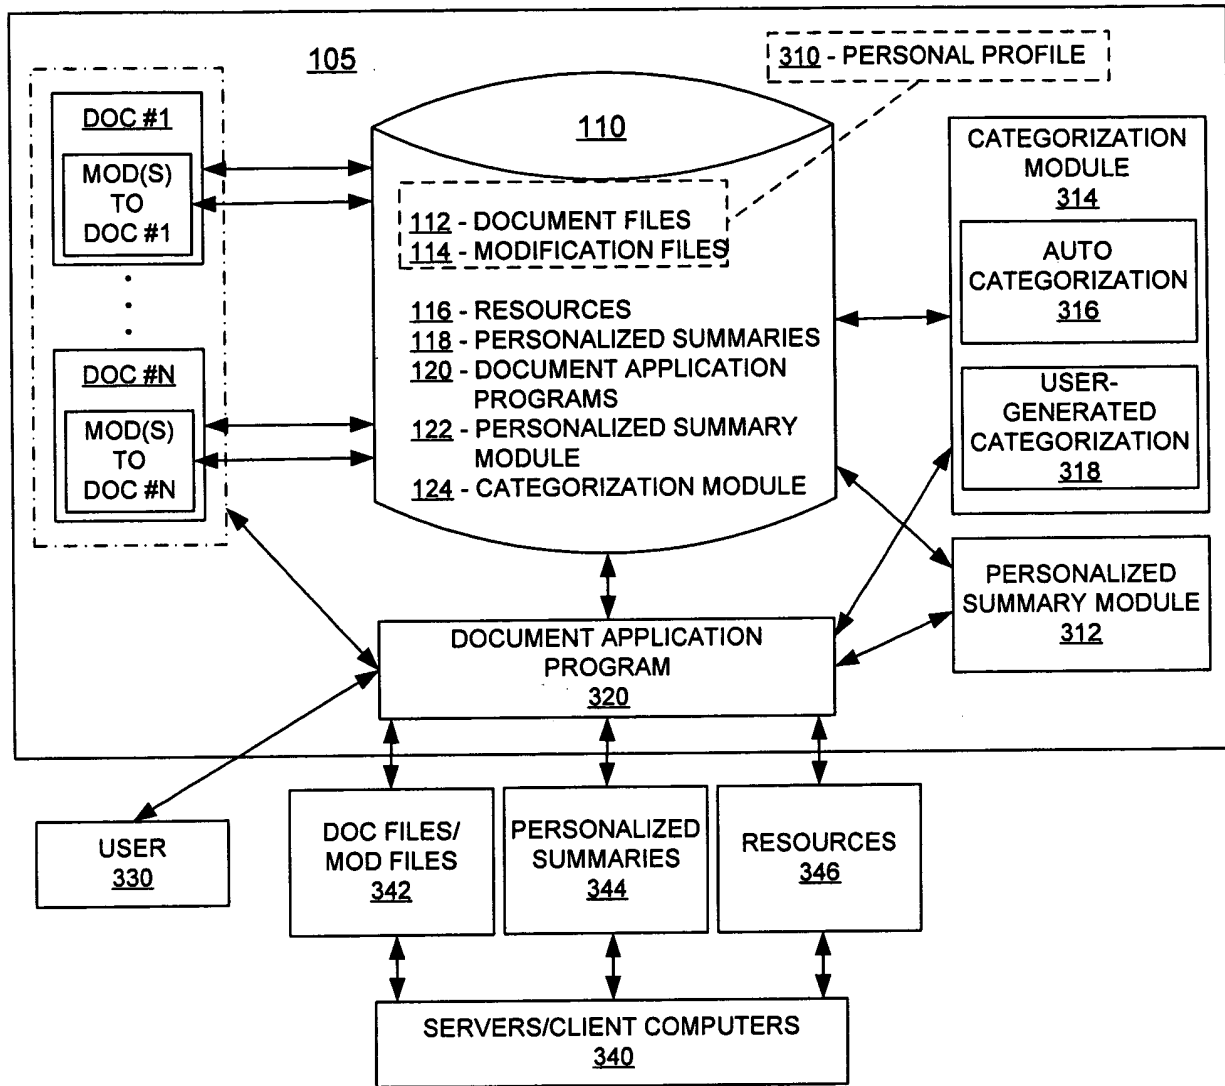 105
310 - PERSONAL PROFILE
DOC #1
MOD(S)
TO
DOC #1
DOC #N
MOD(S)
TO
DOC #N
110
112 - DOCUMENT FILES
114 - MODIFICATION FILES
116 - RESOURCES
118 - PERSONALIZED SUMMARIES
120 - DOCUMENT APPLICATION
PROGRAMS
122 - PERSONALIZED SUMMARY
MODULE
124 - CATEGORIZATION MODULE
CATEGORIZATION
MODULE
314
AUTO
CATEGORIZATION
316
USER-
GENERATED
CATEGORIZATION
318
PERSONALIZED
SUMMARY MODULE
312
DOCUMENT APPLICATION
PROGRAM
320
USER
330
DOC FILES/
MOD FILES
342
PERSONALIZED
SUMMARIES
344
RESOURCES
346
SERVERS/CLIENT COMPUTERS
340